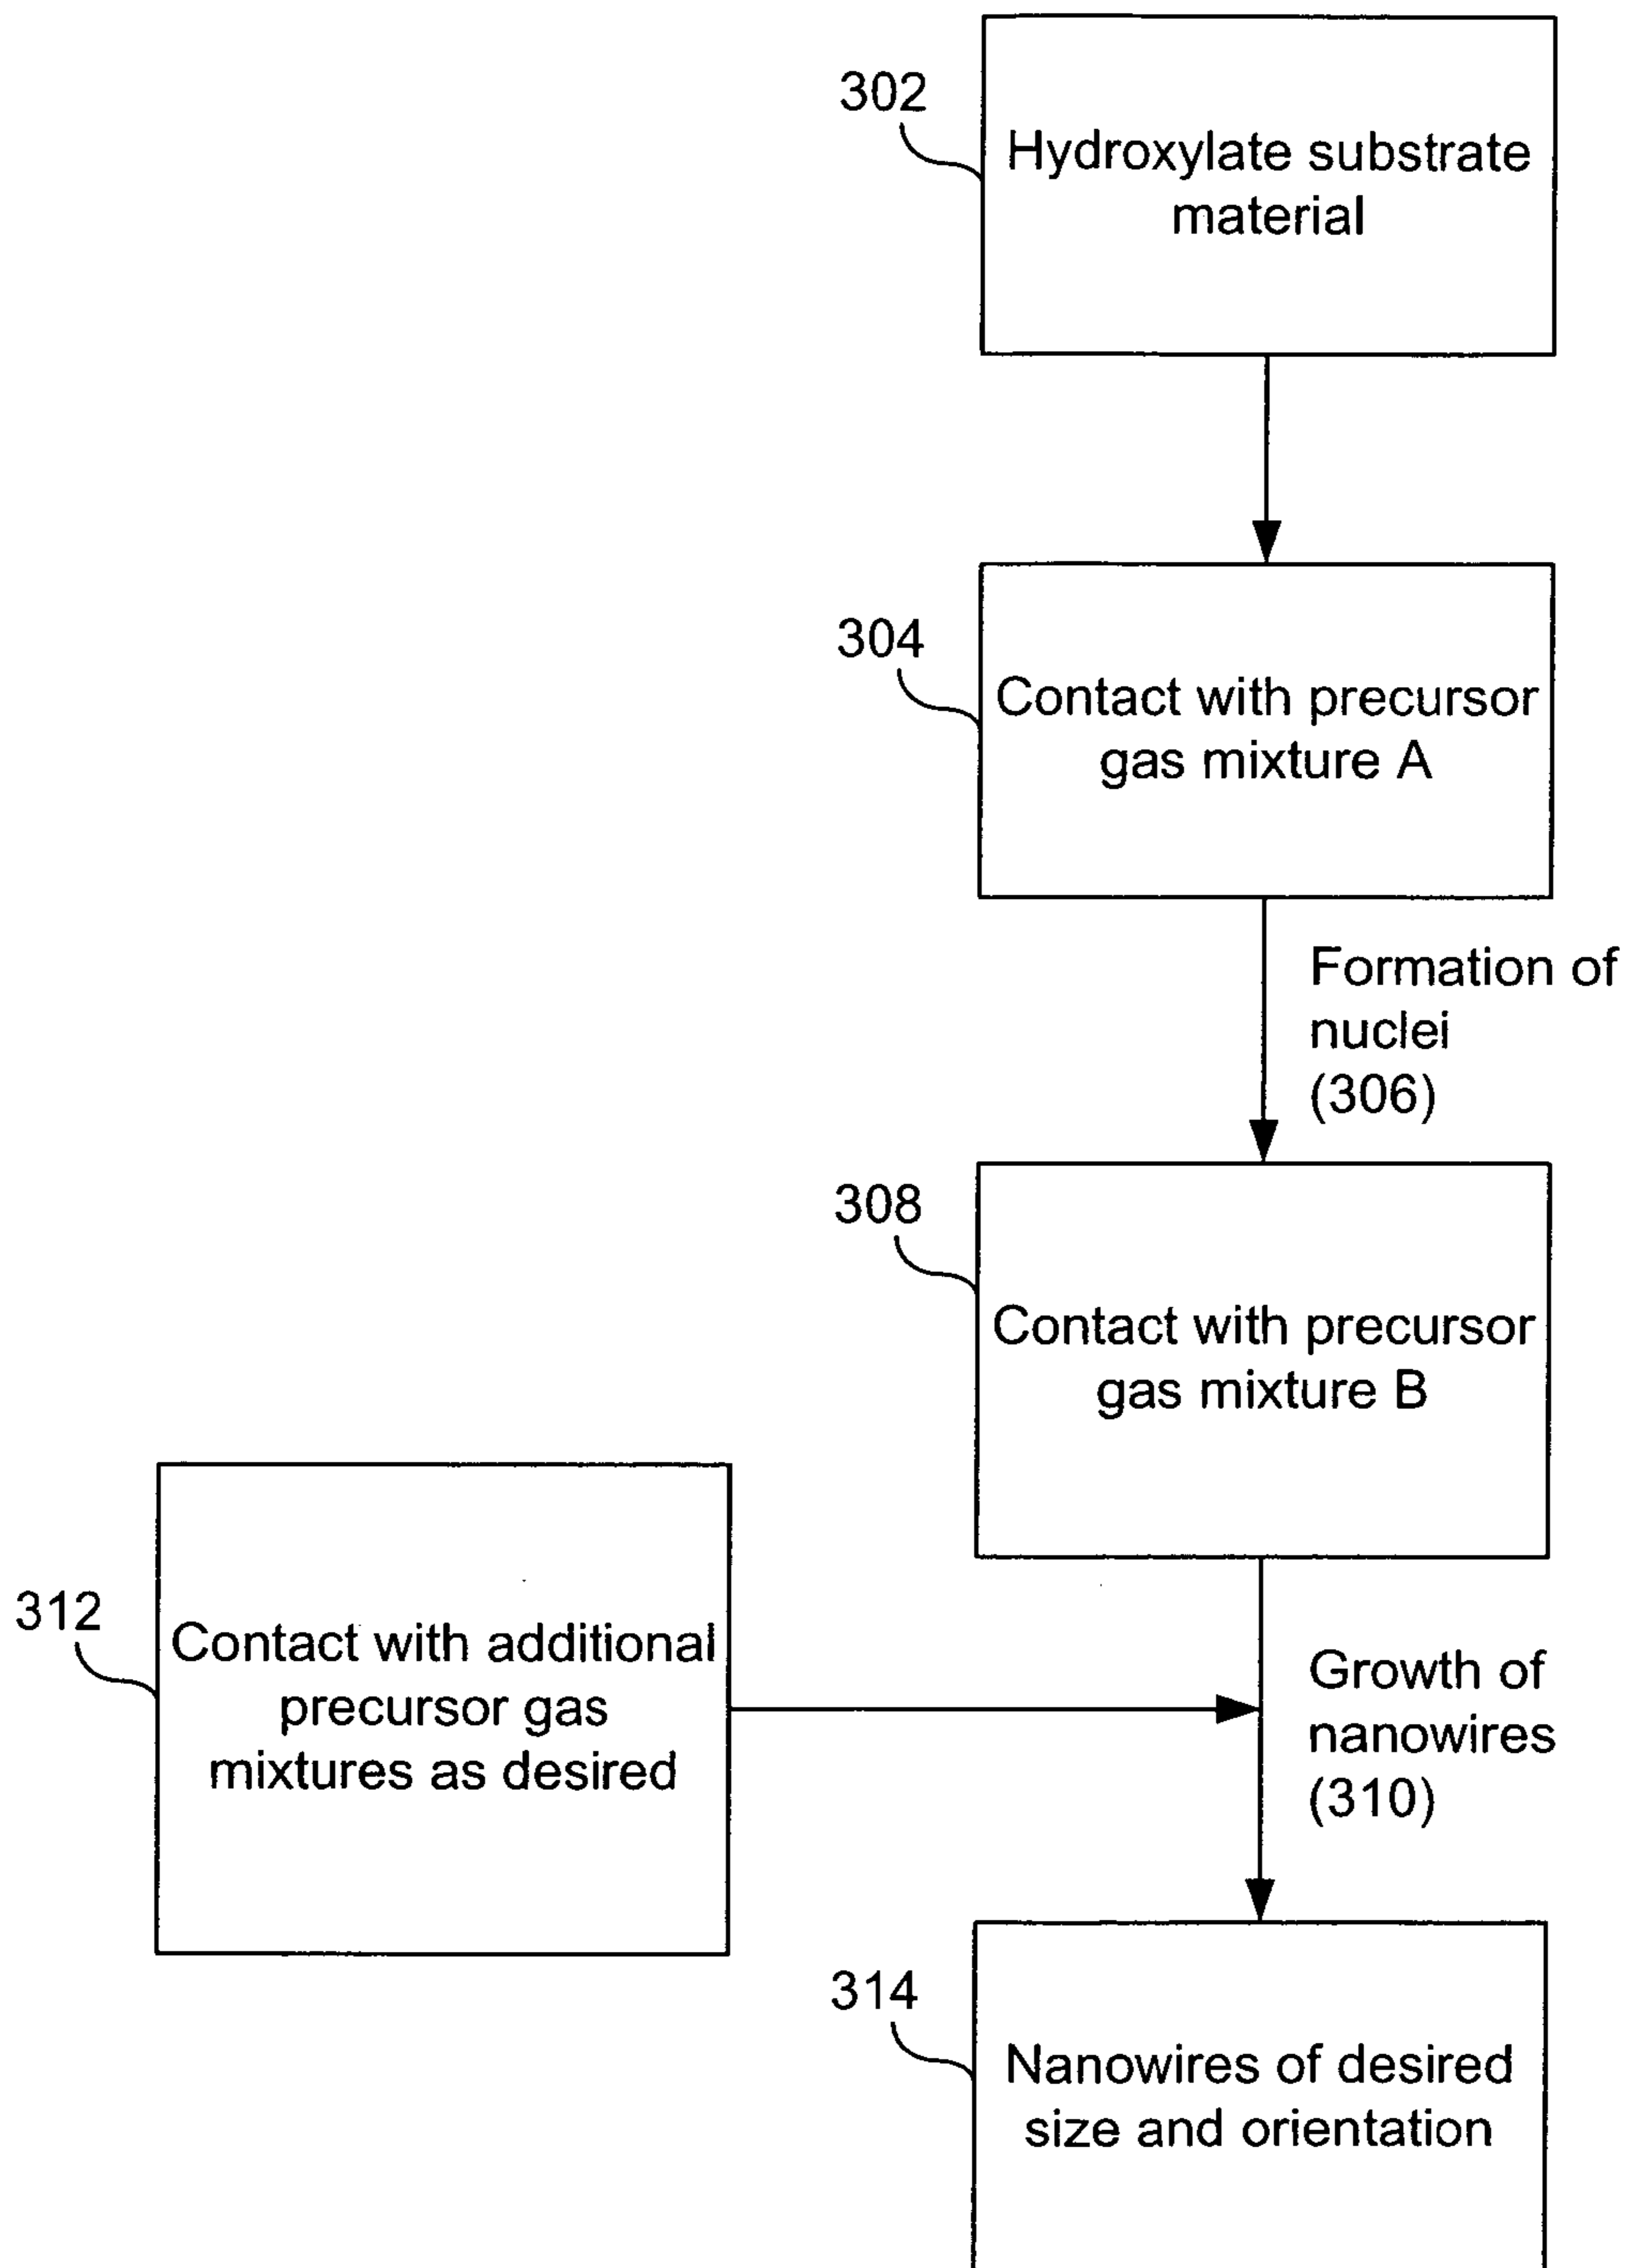 302
Hydroxylate substrate
material
304
Contact with precursor
gas mixture A
Formation of
nuclei
(306)
308
Contact with precursor
gas mixture B
312
Contact with additional
precursor gas
mixtures as desired
Growth of
nanowires
(310)
314
Nanowires of desired
size and orientation